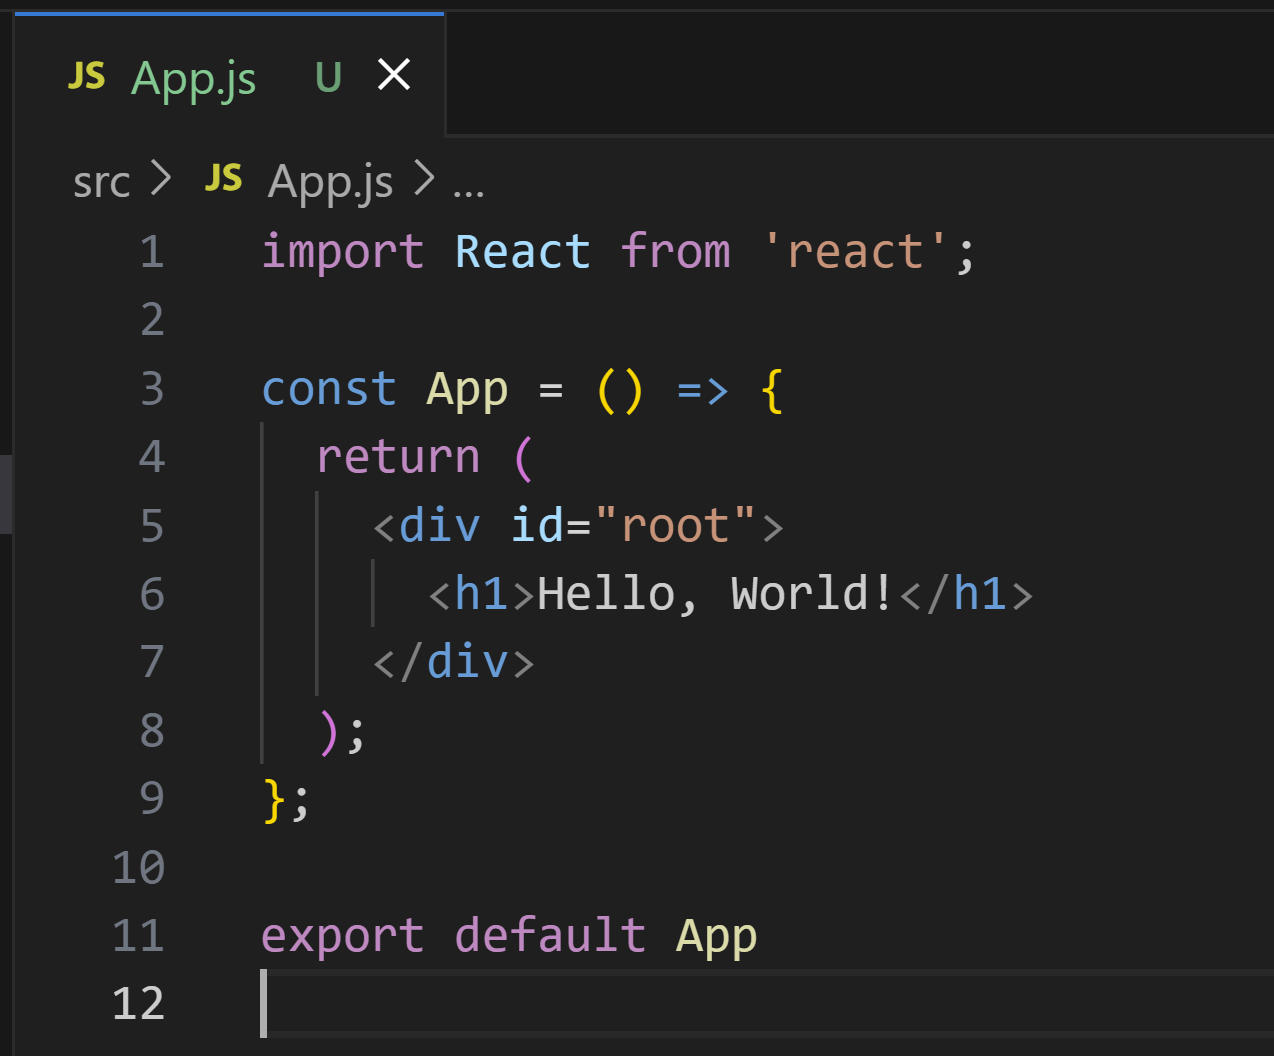 JS App.js U
src > JS App.js > ...
1 import React from 'react';
2
3 const App = () => {
4   return (
5     <div id="root">
6       <h1>Hello, World!</h1>
7     </div>
8   );
9 };
10
11 export default App
12